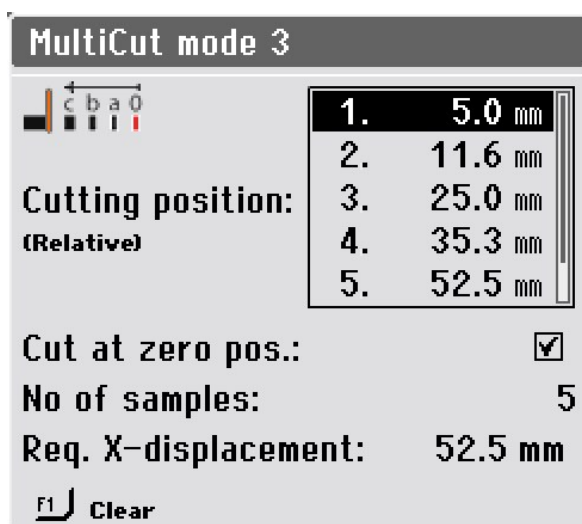 MultiCut mode 3
c b a 0
1. 5.0 mm
2. 11.6 mm
Cutting position: 3. 25.0 mm
(Relative) 4. 35.3 mm
5. 52.5 mm
Cut at zero pos.:
No of samples: 5
Req. X-displacement: 52.5 mm
F1 Clear